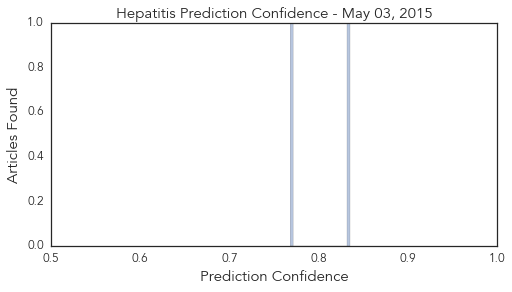 Hepatitis Prediction Confidence - May 03, 2015
1.0
0.8
0.6
0.4
0.2
0.0
Articles Found
0.5 0.6 0.7 0.8 0.9 1.0
Prediction Confidence